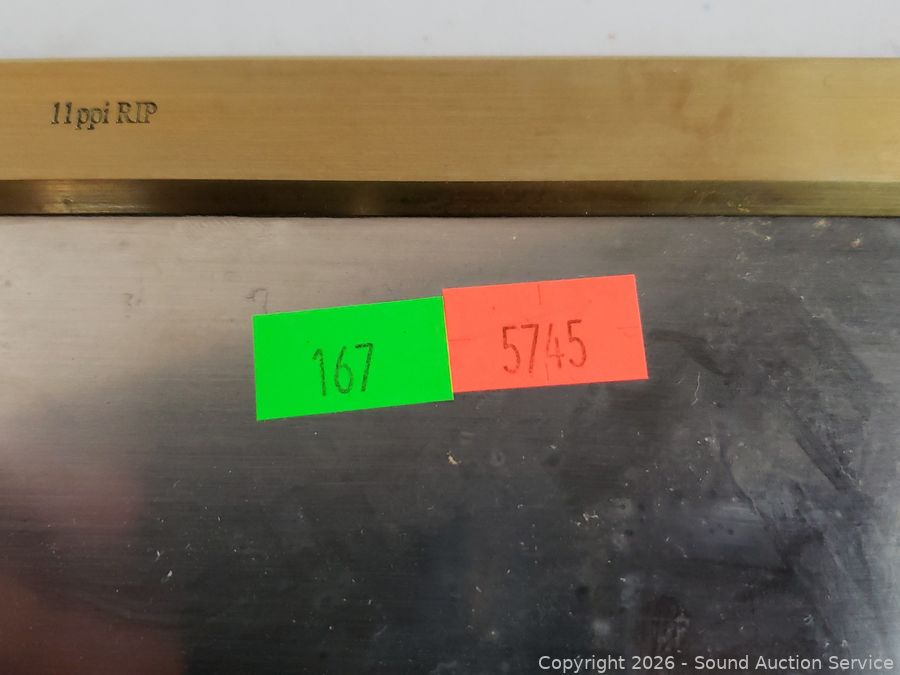 11ppi RIP
167
5745
Copyright © 2026 - Sound Auction Service